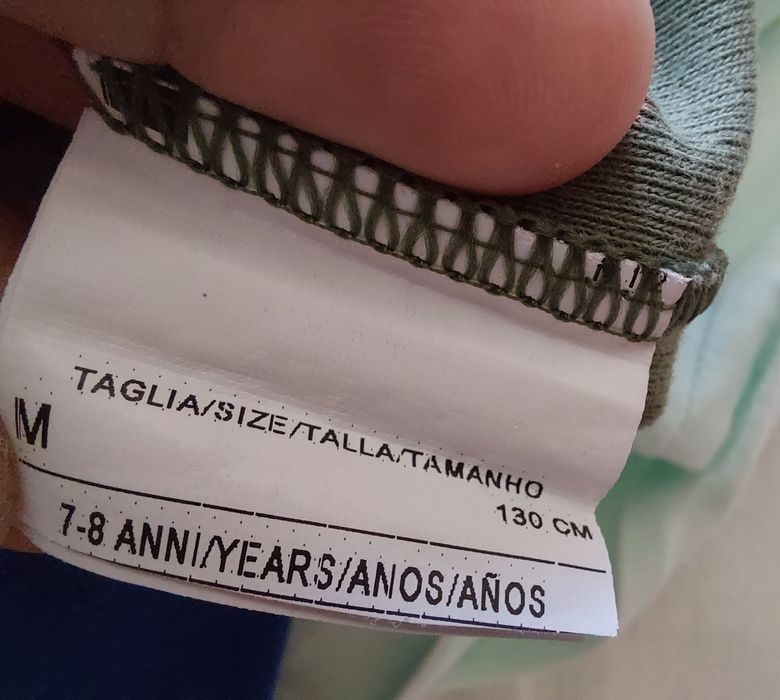 TAGLIA/SIZE/TALLA/TAMANHO
M
130 CM
7-8 ANNI/YEARS/ANOS/AÑOS